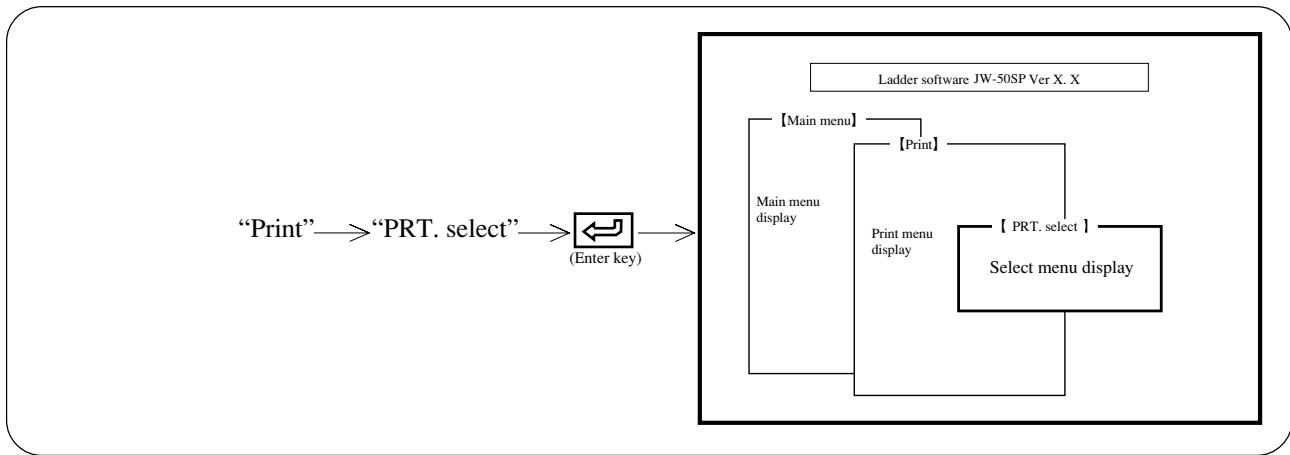 Ladder software JW-50SP Ver X. X
【Main menu】
【Print】
Main menu
display
Print menu
display
【 PRT. select 】
Select menu display
“Print”
“PRT. select”
(Enter key)